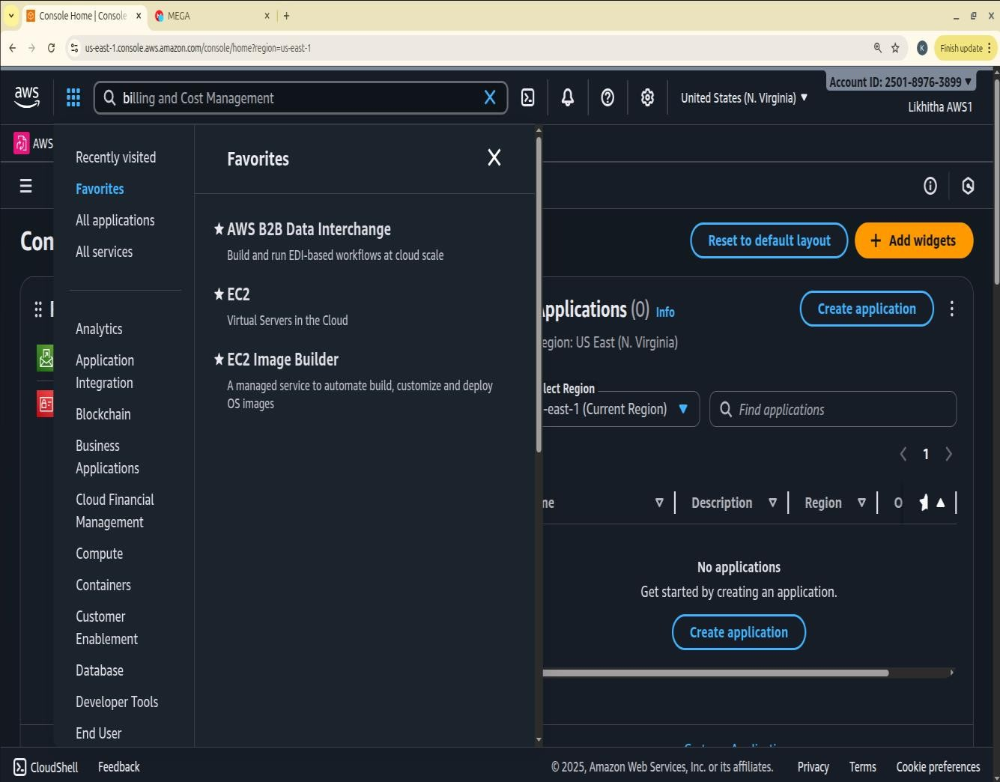 Console Home | Console
MEGA
us-east-1.console.aws.amazon.com/console/home?region=us-east-1
K
Finish update
aws
billing and Cost Management
United States (N. Virginia)
Account ID: 2501-8976-3899
Likhitha AWS1
AWS
Recently visited
Favorites
All applications
All services
Analytics
Application
Integration
Blockchain
Business
Applications
Cloud Financial
Management
Compute
Containers
Customer
Enablement
Database
Developer Tools
End User
Favorites
AWS B2B Data Interchange
Build and run EDI-based workflows at cloud scale
EC2
Virtual Servers in the Cloud
EC2 Image Builder
A managed service to automate build, customize and deploy
OS images
Con
Reset to default layout
+ Add widgets
Applications (0) Info
Create application
egion: US East (N. Virginia)
lect Region
-east-1 (Current Region)
Find applications
1
ne
Description
Region
O
No applications
Get started by creating an application.
Create application
CloudShell
Feedback
© 2025, Amazon Web Services, Inc. or its affiliates.
Privacy
Terms
Cookie preferences